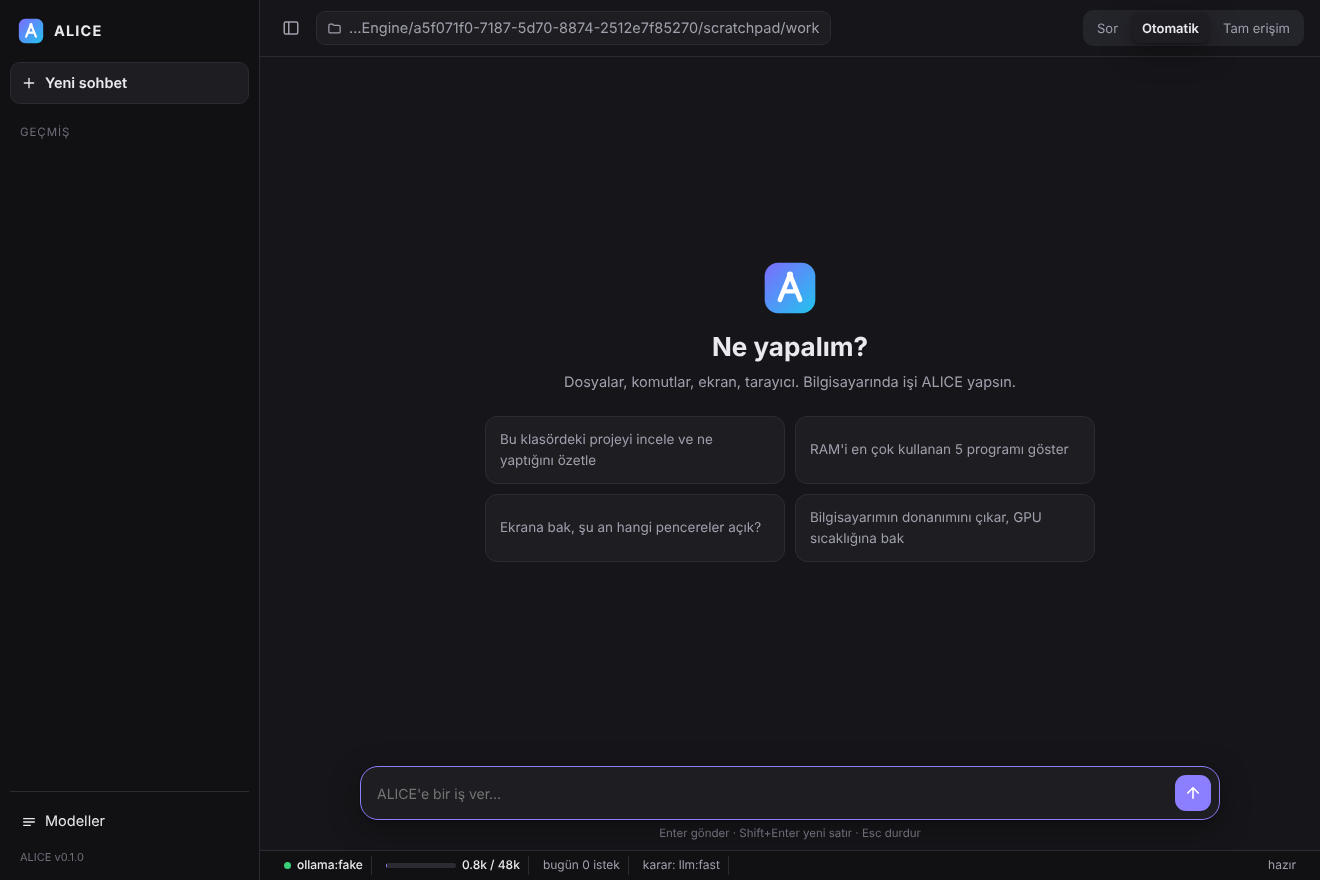 ALICE
Yeni sohbet
GEÇMİŞ
Modeller
ALICE v0.1.0
...Engine/a5f071f0-7187-5d70-8874-2512e7f85270/scratchpad/work
Sor Otomatik Tam erişim
Ne yapalım?
Dosyalar, komutlar, ekran, tarayıcı. Bilgisayarında işi ALICE yapsın.
Bu klasördeki projeyi incele ve ne
yaptığını özetle
RAM'i en çok kullanan 5 programı göster
Ekrana bak, şu an hangi pencereler açık?
Bilgisayarımın donanımını çıkar, GPU
sıcaklığına bak
ALICE'e bir iş ver...
Enter gönder · Shift+Enter yeni satır · Esc durdur
ollama:fake 0.8k / 48k bugün 0 istek karar: llm:fast hazır